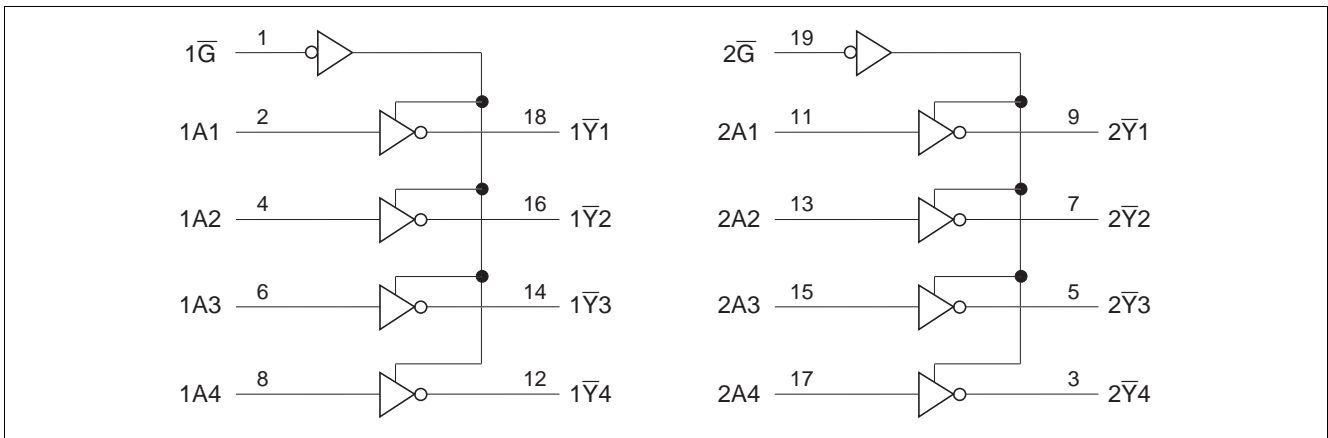 1G̅ 1
1A1 2 18 1Y̅1
1A2 4 16 1Y̅2
1A3 6 14 1Y̅3
1A4 8 12 1Y̅4
2G̅ 19
2A1 11 9 2Y̅1
2A2 13 7 2Y̅2
2A3 15 5 2Y̅3
2A4 17 3 2Y̅4